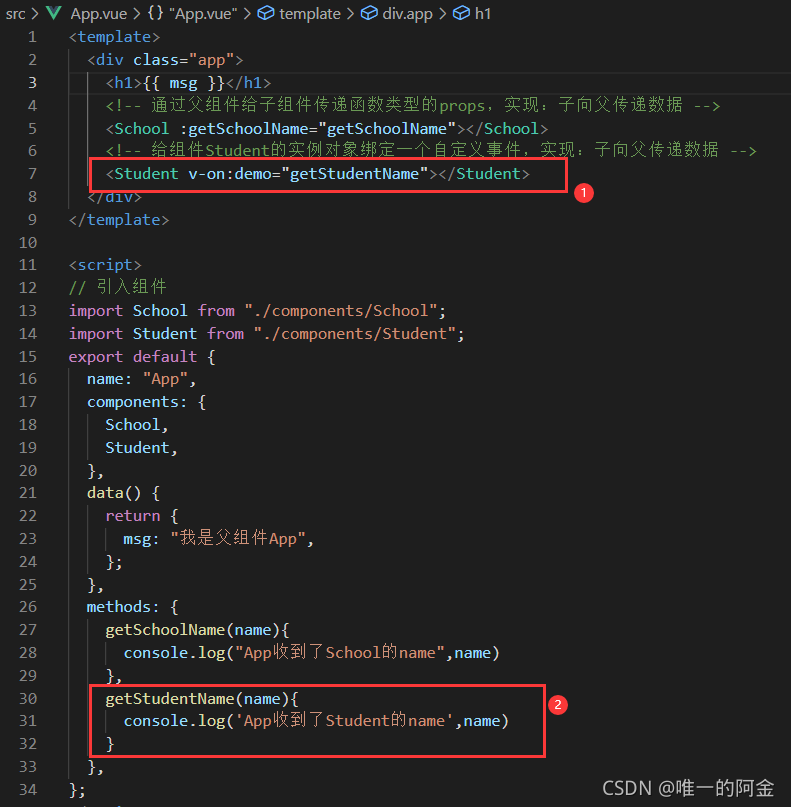 src > App.vue > {} "App.vue" > template > div.app > h1
1 <template>
2 <div class="app">
3 <h1>{{ msg }}</h1>
4 <!-- 通过父组件给子组件传递函数类型的props，实现：子向父传递数据 -->
5 <School :getSchoolName="getSchoolName"></School>
6 <!-- 给组件Student的实例对象绑定一个自定义事件，实现：子向父传递数据 -->
7 <Student v-on:demo="getStudentName"></Student>
1
8 </div>
9 </template>
10
11 <script>
12 // 引入组件
13 import School from "./components/School";
14 import Student from "./components/Student";
15 export default {
16 name: "App",
17 components: {
18 School,
19 Student,
20 },
21 data() {
22 return {
23 msg: "我是父组件App",
24 };
25 },
26 methods: {
27 getSchoolName(name){
28 console.log("App收到了School的name",name)
29 },
30 getStudentName(name){
2
31 console.log('App收到了Student的name',name)
32 }
33 },
34 };
CSDN @唯一的阿金